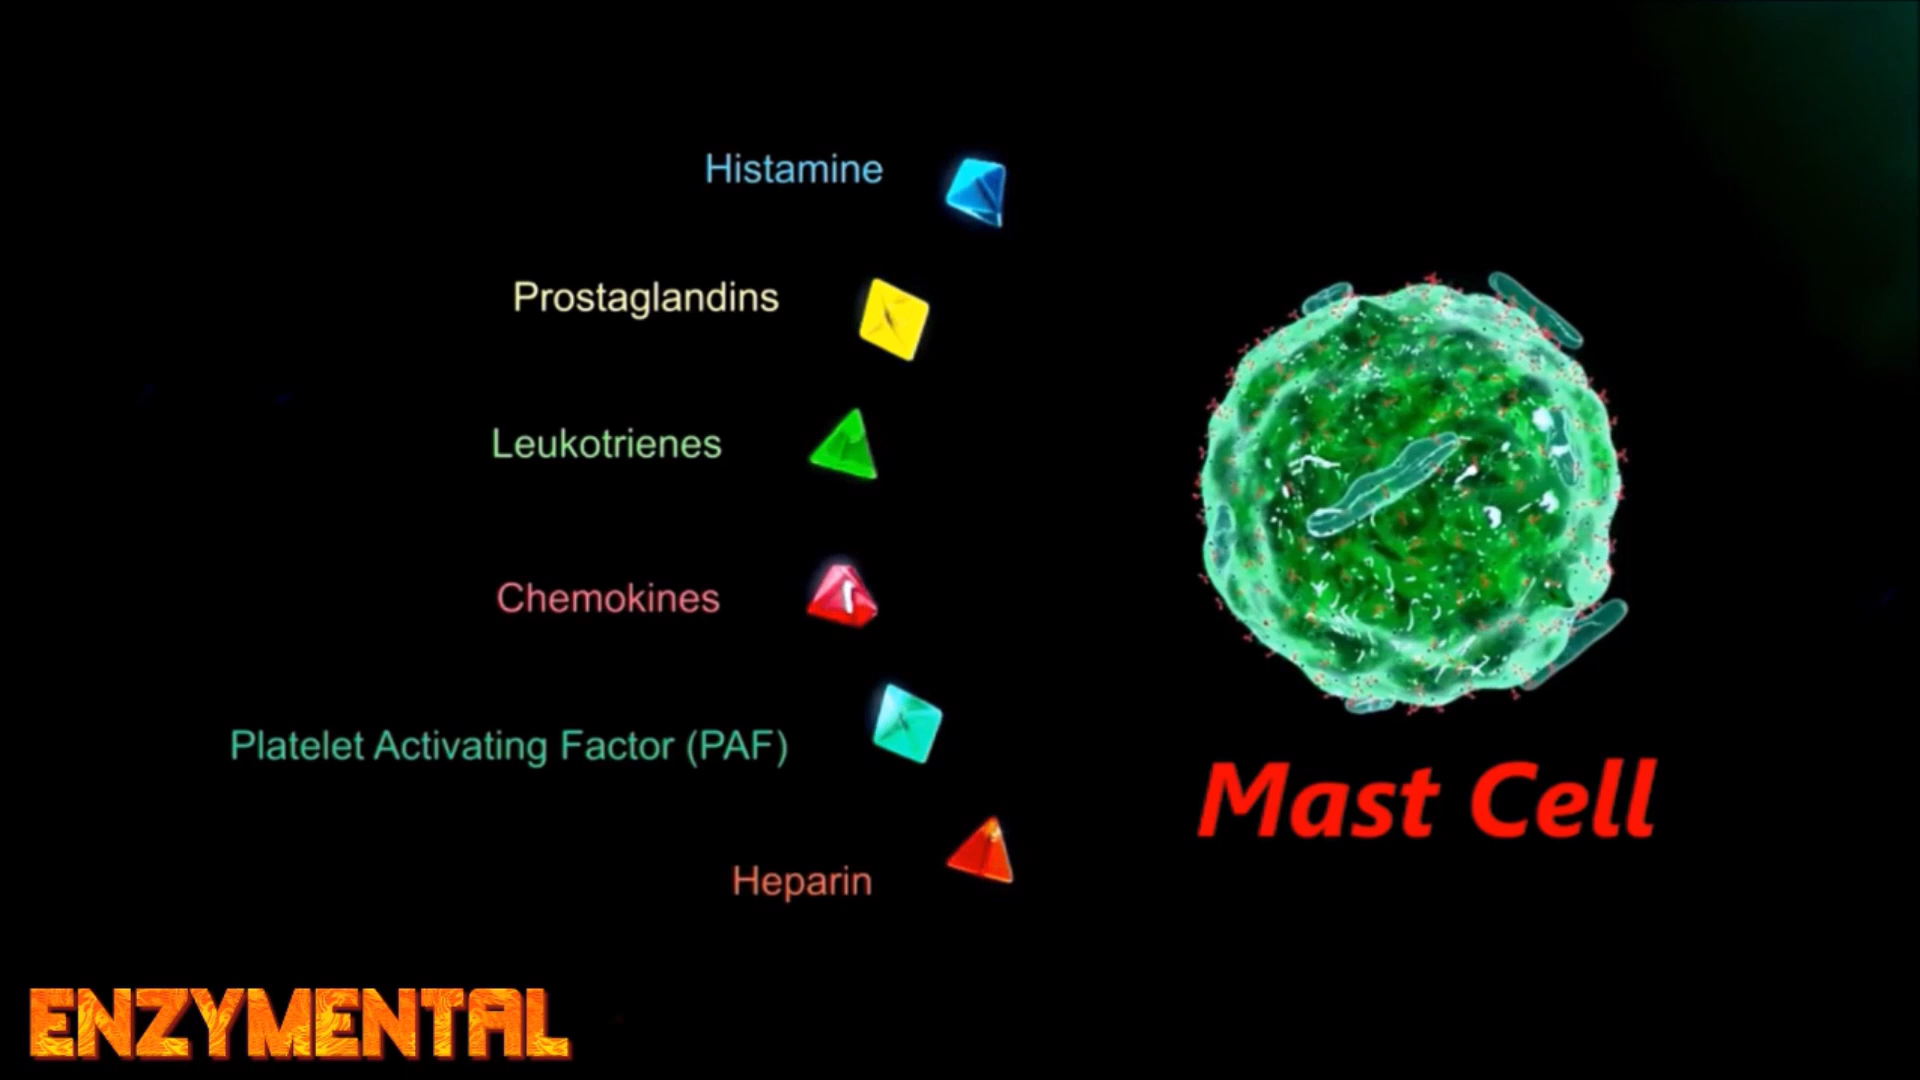 Histamine
Prostaglandins
Leukotrienes
Chemokines
Platelet Activating Factor (PAF)
Heparin
Mast Cell
ENZYMENTAL